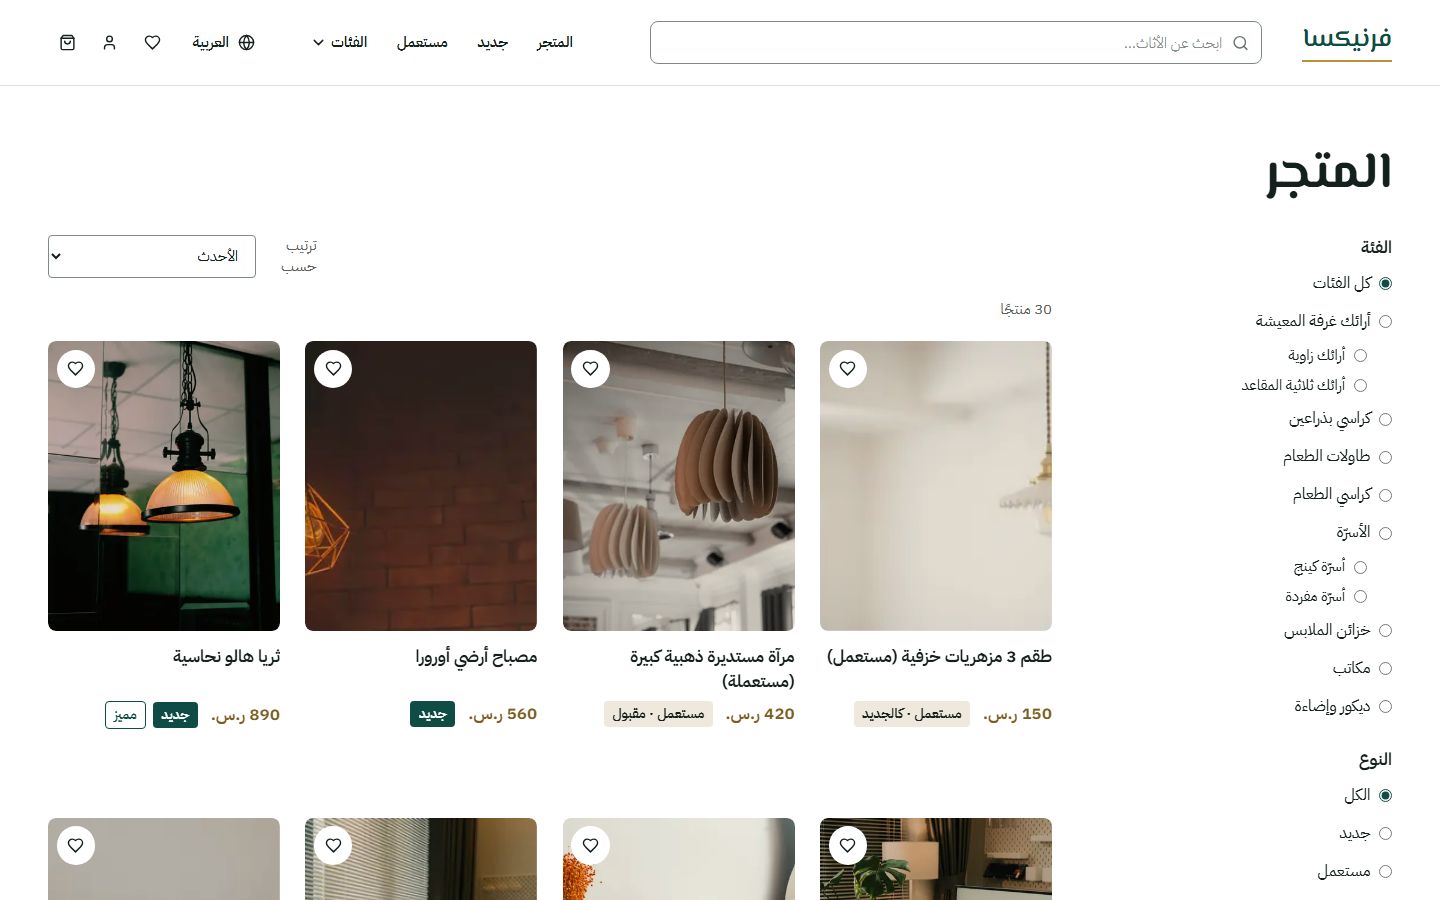 فرنيكسا
ابحث عن الأثاث...
المتجر
جديد
مستعمل
الفئات
العربية
المتجر
الفئة
كل الفئات
أرائك غرفة المعيشة
أرائك زاوية
أرائك ثلاثية المقاعد
كراسي بذراعين
طاولات الطعام
كراسي الطعام
الأسرّة
أسرّة كينج
أسرّة مفردة
خزائن الملابس
مكاتب
ديكور وإضاءة
النوع
الكل
جديد
مستعمل
ترتيب
حسب
الأحدث
30 منتجًا
طقم 3 مزهريات خزفية (مستعمل)
150 ر.س.
مستعمل · كالجديد
مرآة مستديرة ذهبية كبيرة
(مستعملة)
420 ر.س.
مستعمل · مقبول
مصباح أرضي أورورا
560 ر.س.
جديد
ثريا هالو نحاسية
890 ر.س.
جديد
مميز